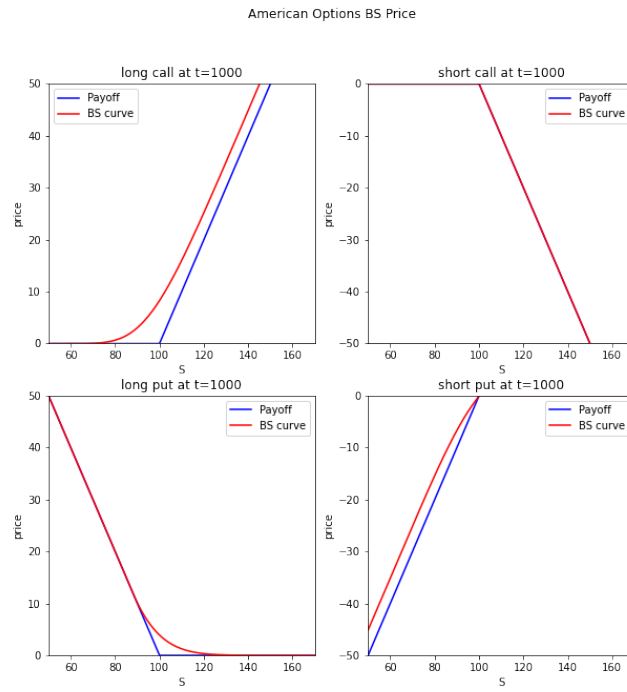 American Options BS Price
long call at t=1000
50
40
30
20
10
0
price
Payoff
BS curve
60 80 100 120 140 160
S
short call at t=1000
0
−10
−20
−30
−40
−50
price
Payoff
BS curve
60 80 100 120 140 160
S
long put at t=1000
50
40
30
20
10
0
price
Payoff
BS curve
60 80 100 120 140 160
S
short put at t=1000
0
−10
−20
−30
−40
−50
price
Payoff
BS curve
60 80 100 120 140 160
S